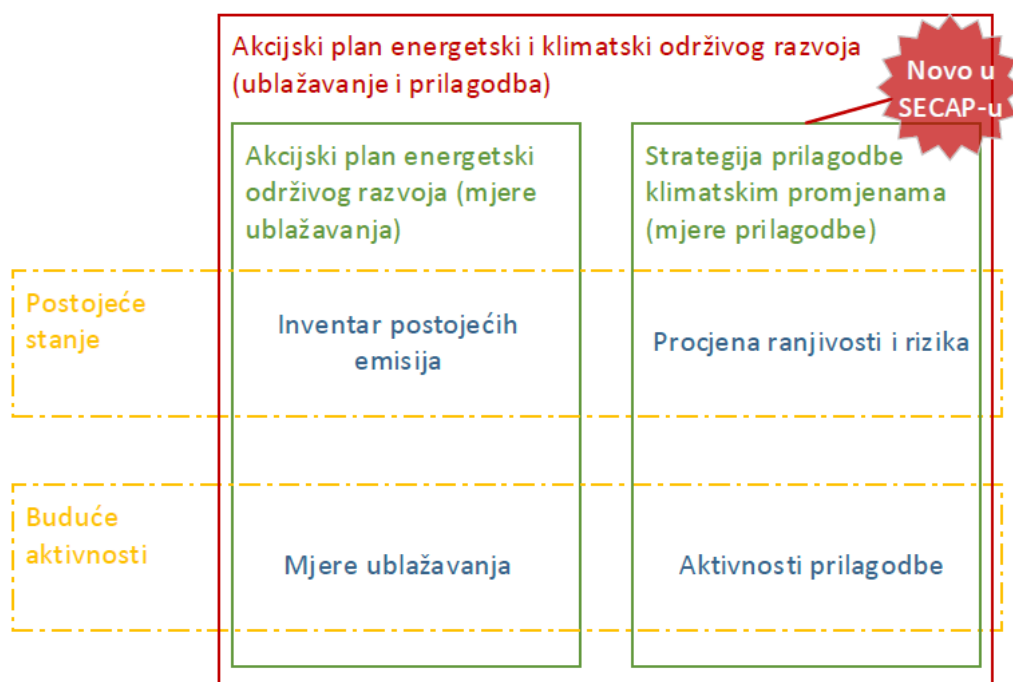 Akcijski plan energetski i klimatski održivog razvoja
(ublažavanje i prilagodba)
Novo u
SECAP-u
Akcijski plan energetski
održivog razvoja (mjere
ublažavanja)
Strategija prilagodbe
klimatskim promjenama
(mjere prilagodbe)
Postojeće
stanje
Inventar postojećih
emisija
Procjena ranjivosti i rizika
Buduće
aktivnosti
Mjere ublažavanja
Aktivnosti prilagodbe